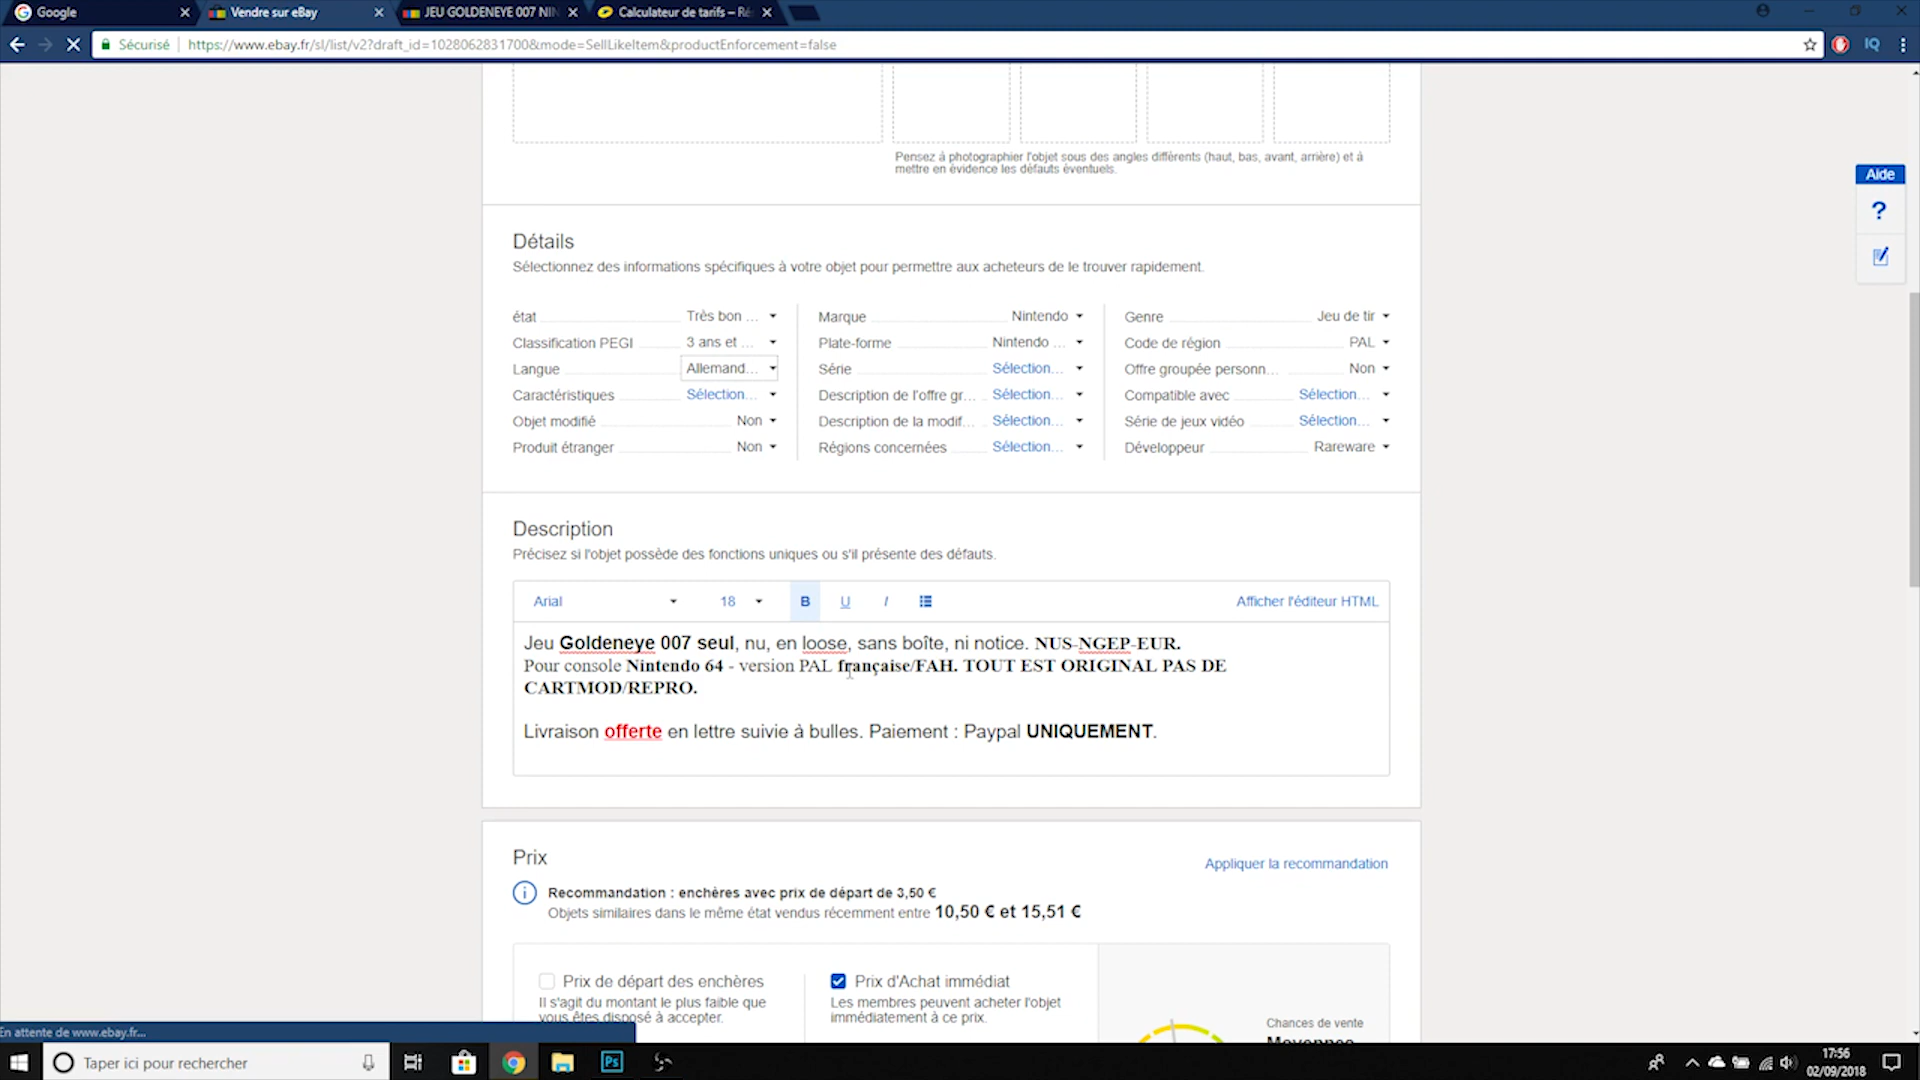 Google
Vendre sur eBay
JEU GOLDENEYE 007 NIN
Calculateur de tarifs – Ré
Sécurisé
https://www.ebay.fr/sl/list/v2?draft_id=1028062831700&mode=SellLikeItem&productEnforcement=false
IQ
Pensez à photographier l'objet sous des angles différents (haut, bas, avant, arrière) et à
mettre en évidence les défauts éventuels.
Aide
?
Détails
Sélectionnez des informations spécifiques à votre objet pour permettre aux acheteurs de le trouver rapidement.
état Très bon ...
Classification PEGI 3 ans et ...
Langue Allemand...
Caractéristiques Sélection...
Objet modifié Non
Produit étranger Non
Marque Nintendo
Plate-forme Nintendo ...
Série Sélection...
Description de l'offre gr... Sélection...
Description de la modif... Sélection...
Régions concernées Sélection...
Genre Jeu de tir
Code de région PAL
Offre groupée personn... Non
Compatible avec Sélection...
Série de jeux vidéo Sélection...
Développeur Rareware
Description
Précisez si l'objet possède des fonctions uniques ou s'il présente des défauts.
Arial 18 B U I Afficher l'éditeur HTML
Jeu Goldeneye 007 seul, nu, en loose, sans boîte, ni notice. NUS-NGEP-EUR.
Pour console Nintendo 64 - version PAL française/FAH. TOUT EST ORIGINAL PAS DE
CARTMOD/REPRO.
Livraison offerte en lettre suivie à bulles. Paiement : Paypal UNIQUEMENT.
Prix
Appliquer la recommandation
Recommandation : enchères avec prix de départ de 3,50 €
Objets similaires dans le même état vendus récemment entre 10,50 € et 15,51 €
Prix de départ des enchères
Il s'agit du montant le plus faible que
vous êtes disposé à accepter.
Prix d'Achat immédiat
Les membres peuvent acheter l'objet
immédiatement à ce prix.
Chances de vente
Moyennes
En attente de www.ebay.fr...
Taper ici pour rechercher
Ps
17:56
02/09/2018